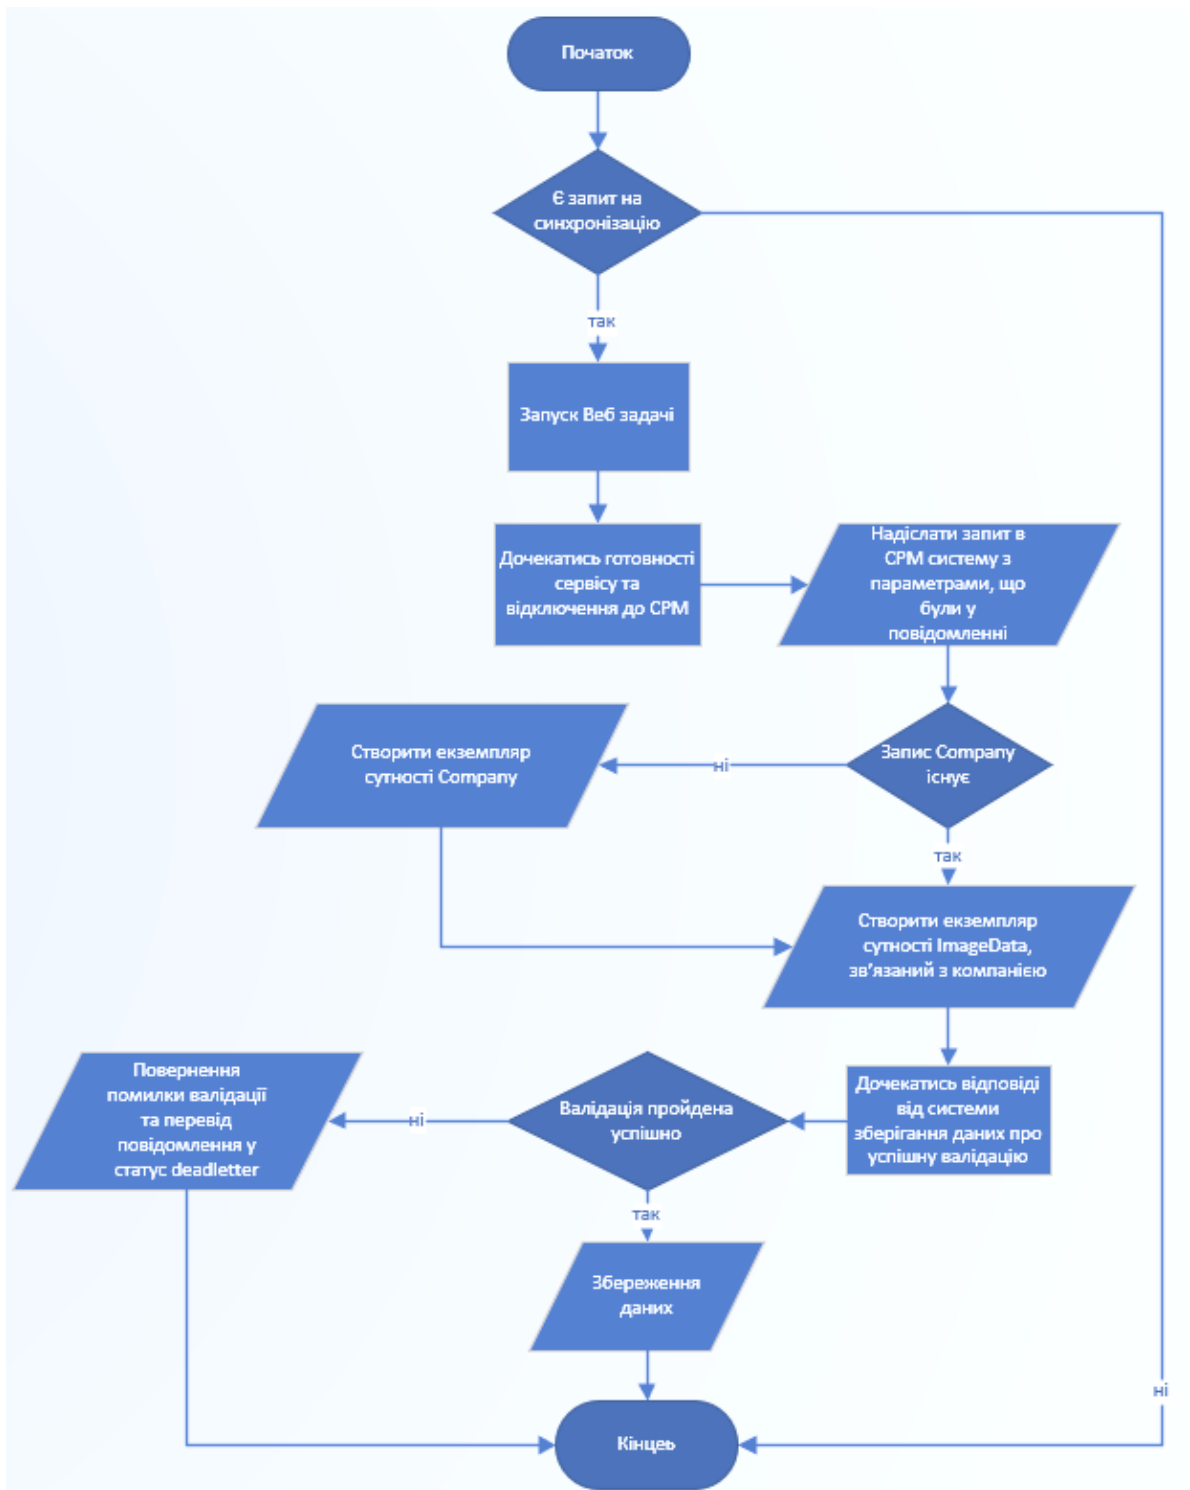 Початок
Є запит на
синхронізацію
так
Запуск Веб задачі
Дочекатись готовності
сервісу та
відключення до СРМ
Надіслати запит в
СРМ систему з
параметрами, що
були у
повідомленні
Запис Company
існує
ні
Створити екземпляр
сутності Company
так
Створити екземпляр
сутності ImageData,
зв'язаний з компанією
Дочекатись відповіді
від системи
зберігання даних про
успішну валідацію
Валідація пройдена
успішно
ні
Повернення
помилки валідації
та перевід
повідомлення у
статус deadletter
так
Збереження
даних
ні
Кінцеь